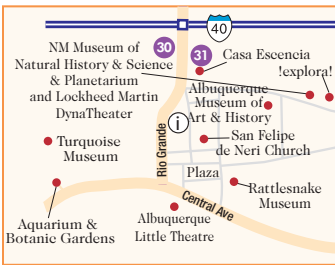 40
30
31
NM Museum of
Natural History & Science
& Planetarium
and Lockheed Martin
DynaTheater
Casa Escencia
!explora!
Albuquerque
Museum of
Art & History
i
Turquoise
Museum
San Felipe
de Neri Church
Rio Grande
Plaza
Rattlesnake
Museum
Central Ave
Aquarium &
Botanic Gardens
Albuquerque
Little Theatre